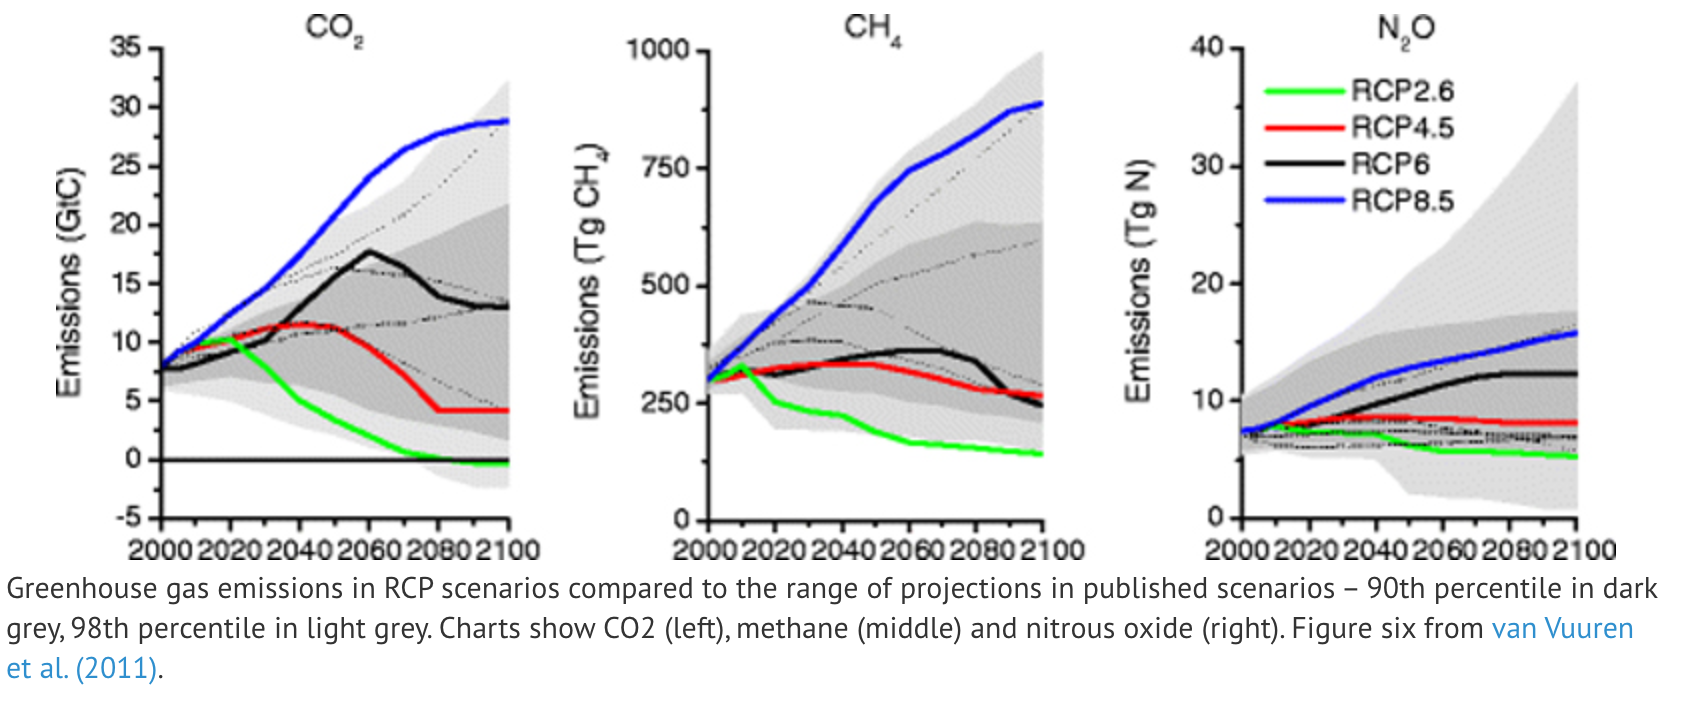 CO₂
35
30
25
20
15
10
5
0
-5
Emissions (GtC)
2000 2020 2040 2060 2080 2100
CH₄
1000
750
500
250
0
Emissions (Tg CH₄)
2000 2020 2040 2060 2080 2100
N₂O
40
30
20
10
0
Emissions (Tg N)
RCP2.6
RCP4.5
RCP6
RCP8.5
2000 2020 2040 2060 2080 2100
Greenhouse gas emissions in RCP scenarios compared to the range of projections in published scenarios – 90th percentile in dark
grey, 98th percentile in light grey. Charts show CO2 (left), methane (middle) and nitrous oxide (right). Figure six from van Vuuren
et al. (2011).